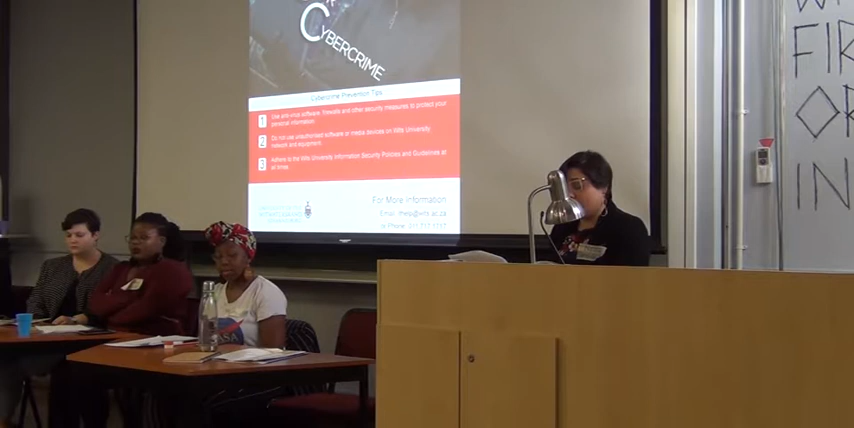 CYBERCRIME
Cybercrime Prevention Tips
1 Use anti-virus software, firewalls and other security measures to protect your
personal information.
2 Do not use unauthorised software or media devices on Wits University
network and equipment.
3 Adhere to the Wits University Information Security Policies and Guidelines at
all times.
For More Information
Email:
Phone:
FIR
OR
IN
ASA